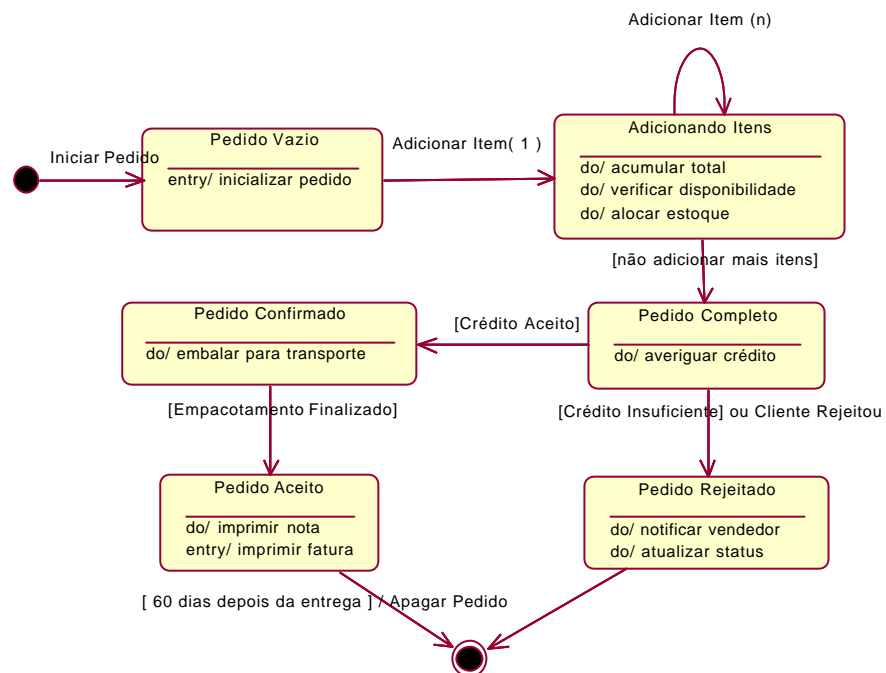 Adicionar Item (n)
Iniciar Pedido
Pedido Vazio
entry/ inicializar pedido
Adicionar Item( 1 )
Adicionando Itens
do/ acumular total
do/ verificar disponibilidade
do/ alocar estoque
[não adicionar mais itens]
Pedido Confirmado
do/ embalar para transporte
[Crédito Aceito]
Pedido Completo
do/ averiguar crédito
[Empacotamento Finalizado]
[Crédito Insuficiente] ou Cliente Rejeitou
Pedido Aceito
do/ imprimir nota
entry/ imprimir fatura
Pedido Rejeitado
do/ notificar vendedor
do/ atualizar status
[ 60 dias depois da entrega ] / Apagar Pedido